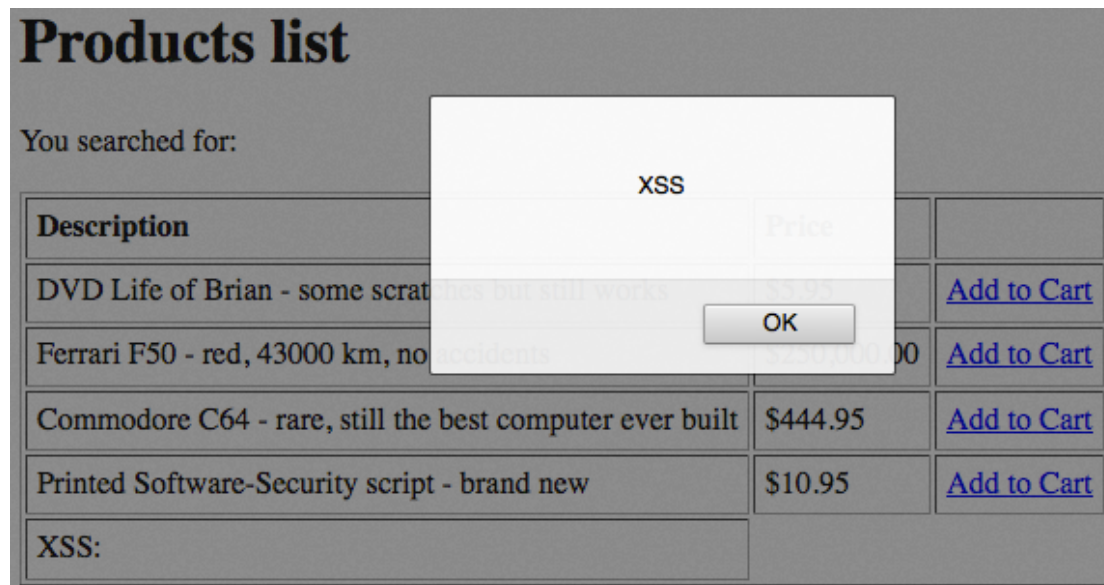 Products list
You searched for:
XSS
Description Price
DVD Life of Brian - some scratches but still works $5.95 Add to Cart
OK
Ferrari F50 - red, 43000 km, no accidents $250,000.00 Add to Cart
Commodore C64 - rare, still the best computer ever built $444.95 Add to Cart
Printed Software-Security script - brand new $10.95 Add to Cart
XSS: